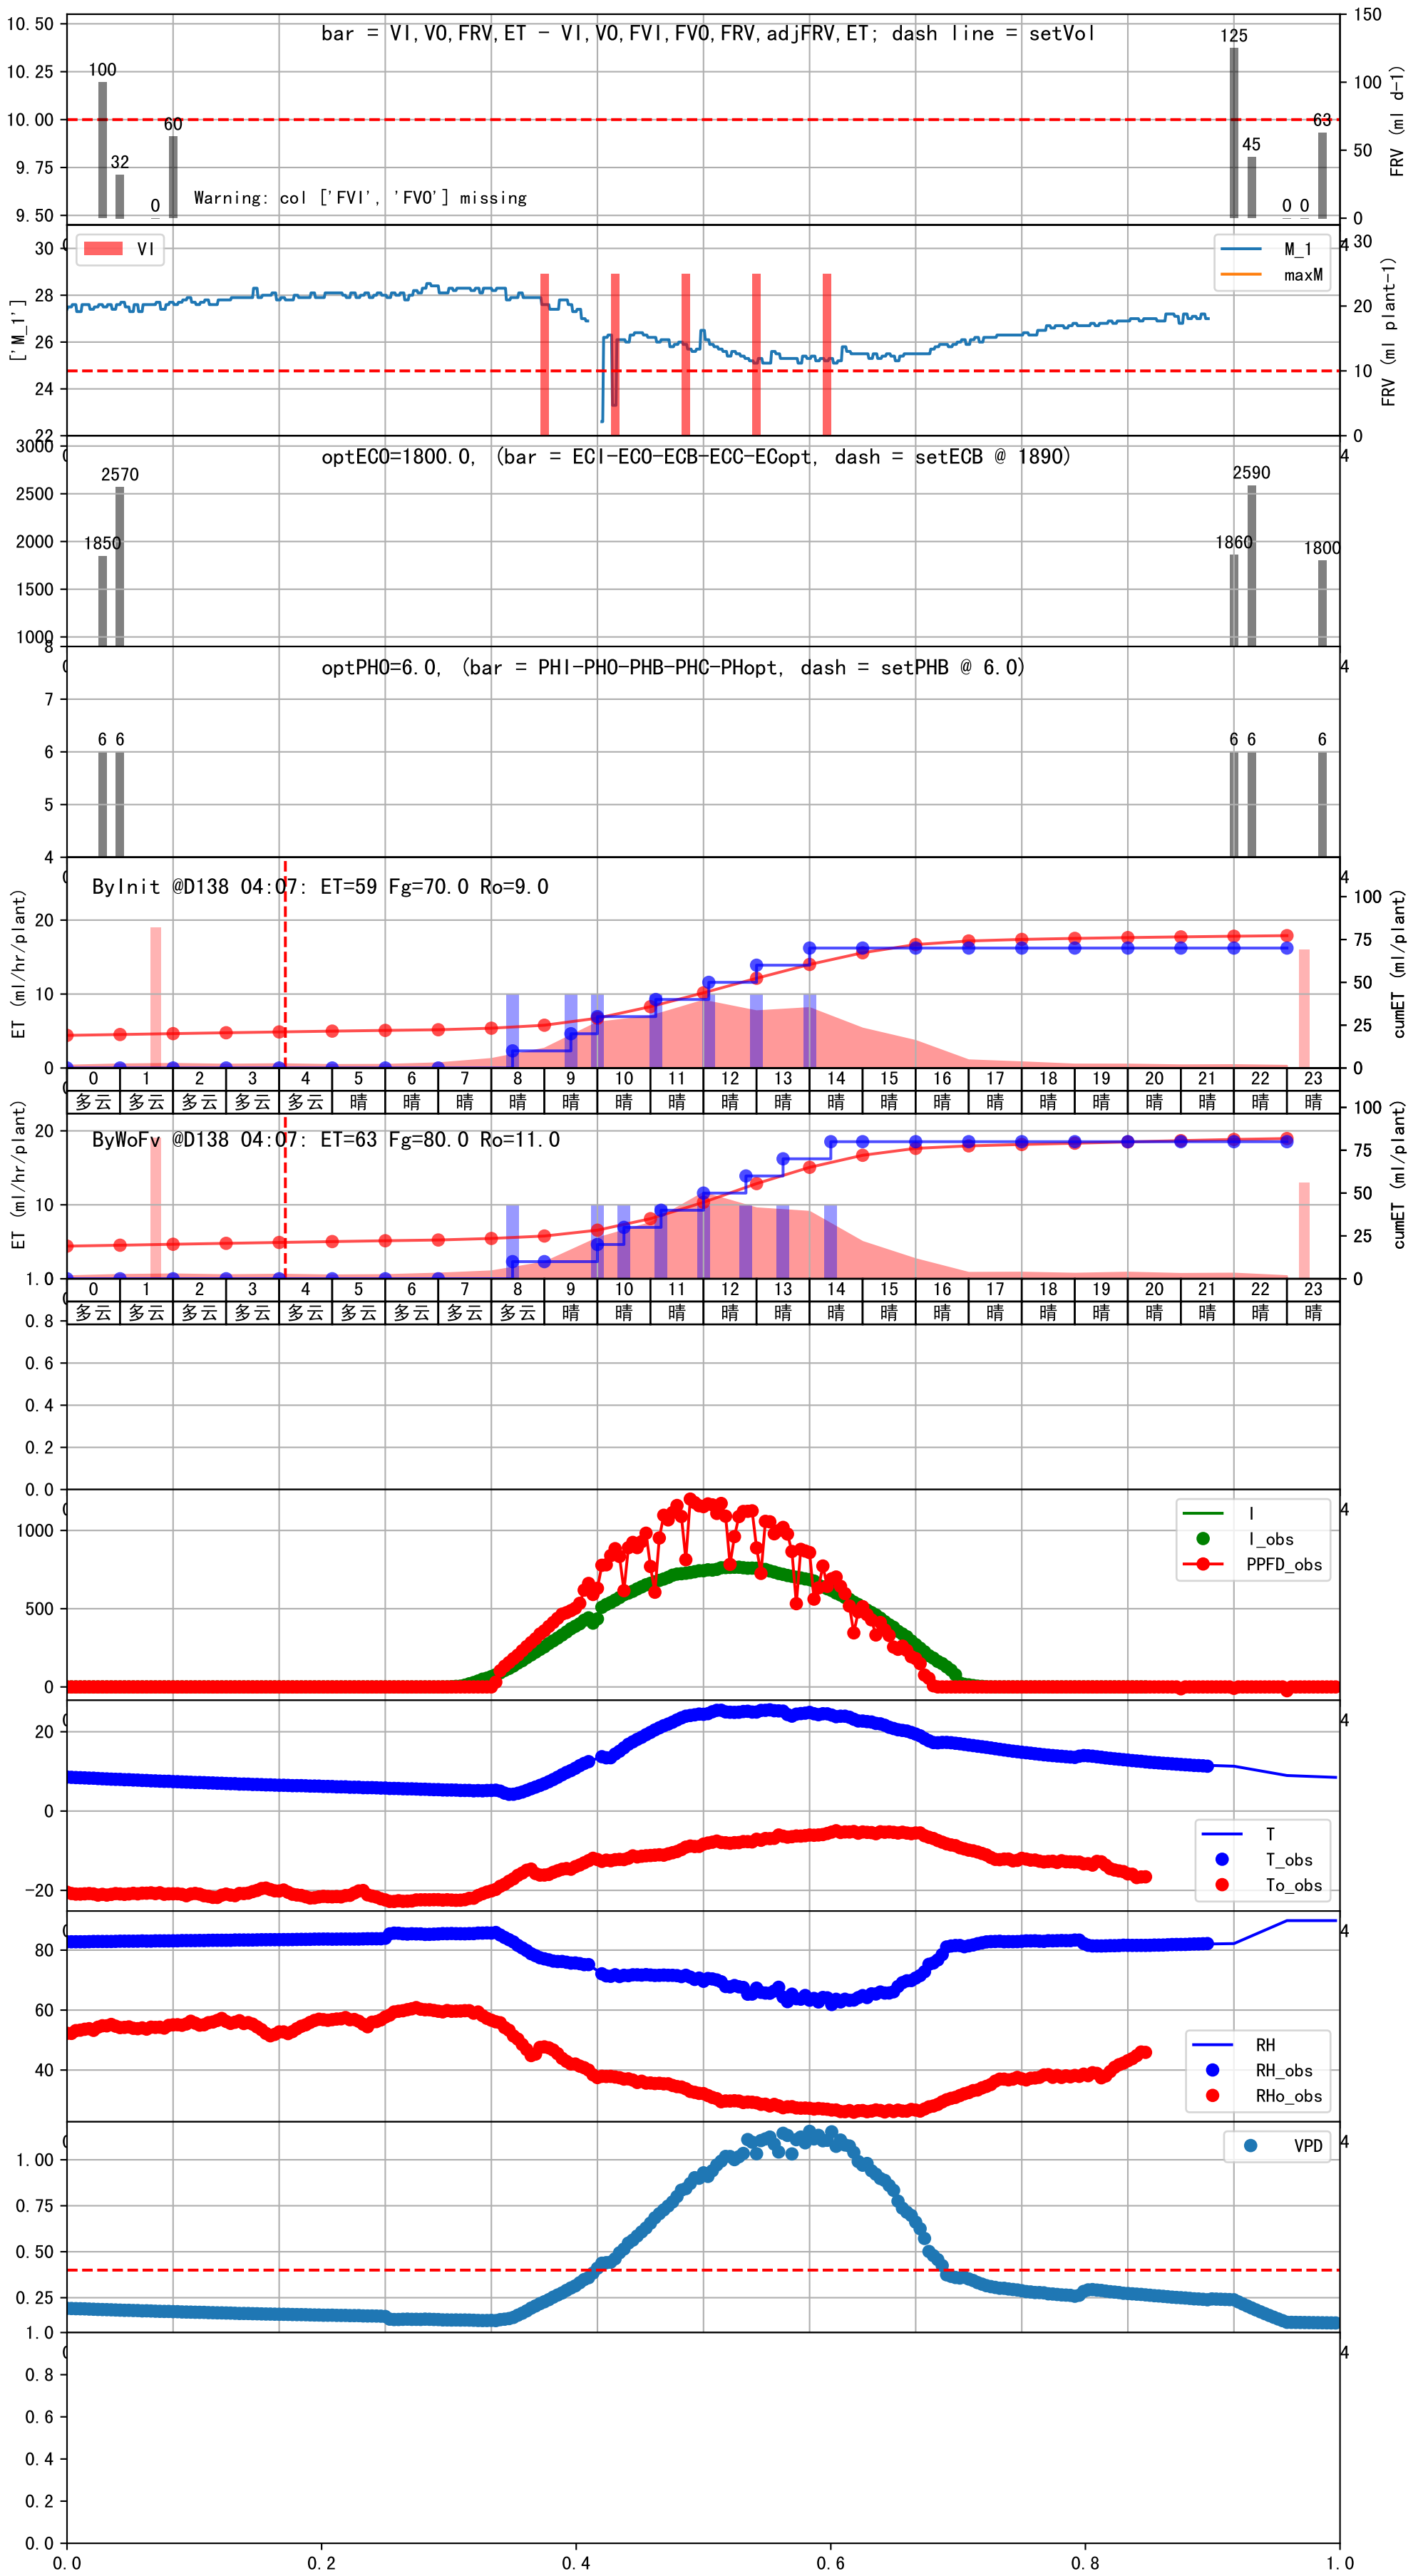 bar = VI,VO,FRV,ET - VI,VO,FVI,FVO,FRV,adjFRV,ET; dash line = setVol
10.50
10.25
10.00
9.75
9.50
100
32
0
60
Warning: col ['FVI', 'FVO'] missing
125
45
0
0
63
150
100
50
0
FRV (ml d-1)
['M_1']
30
28
26
24
22
VI
M_1
maxM
30
20
10
0
FRV (ml plant-1)
optECO=1800.0, (bar = ECI-ECO-ECB-ECC-ECopt, dash = setECB @ 1890)
3000
2500
2000
1500
1000
1850
2570
1860
2590
1800
optPHO=6.0, (bar = PHI-PHO-PHB-PHC-PHopt, dash = setPHB @ 6.0)
8
7
6
5
4
6
6
6
6
6
ByInit @D138 04:07: ET=59 Fg=70.0 Ro=9.0
ET (ml/hr/plant)
20
10
0
100
75
50
25
0
cumET (ml/plant)
0 1 2 3 4 5 6 7 8 9 10 11 12 13 14 15 16 17 18 19 20 21 22 23
多云 多云 多云 多云 多云 晴 晴 晴 晴 晴 晴 晴 晴 晴 晴 晴 晴 晴 晴 晴 晴 晴 晴 晴
ByWoFv @D138 04:07: ET=63 Fg=80.0 Ro=11.0
ET (ml/hr/plant)
20
10
100
75
50
25
0
cumET (ml/plant)
0 1 2 3 4 5 6 7 8 9 10 11 12 13 14 15 16 17 18 19 20 21 22 23
多云 多云 多云 多云 多云 多云 多云 多云 多云 晴 晴 晴 晴 晴 晴 晴 晴 晴 晴 晴 晴 晴 晴 晴
1.0
0.8
0.6
0.4
0.2
0.0
1000
500
0
I
I_obs
PPFD_obs
20
0
-20
T
T_obs
To_obs
80
60
40
RH
RH_obs
RHo_obs
1.00
0.75
0.50
0.25
VPD
1.0
0.8
0.6
0.4
0.2
0.0
0.0 0.2 0.4 0.6 0.8 1.0